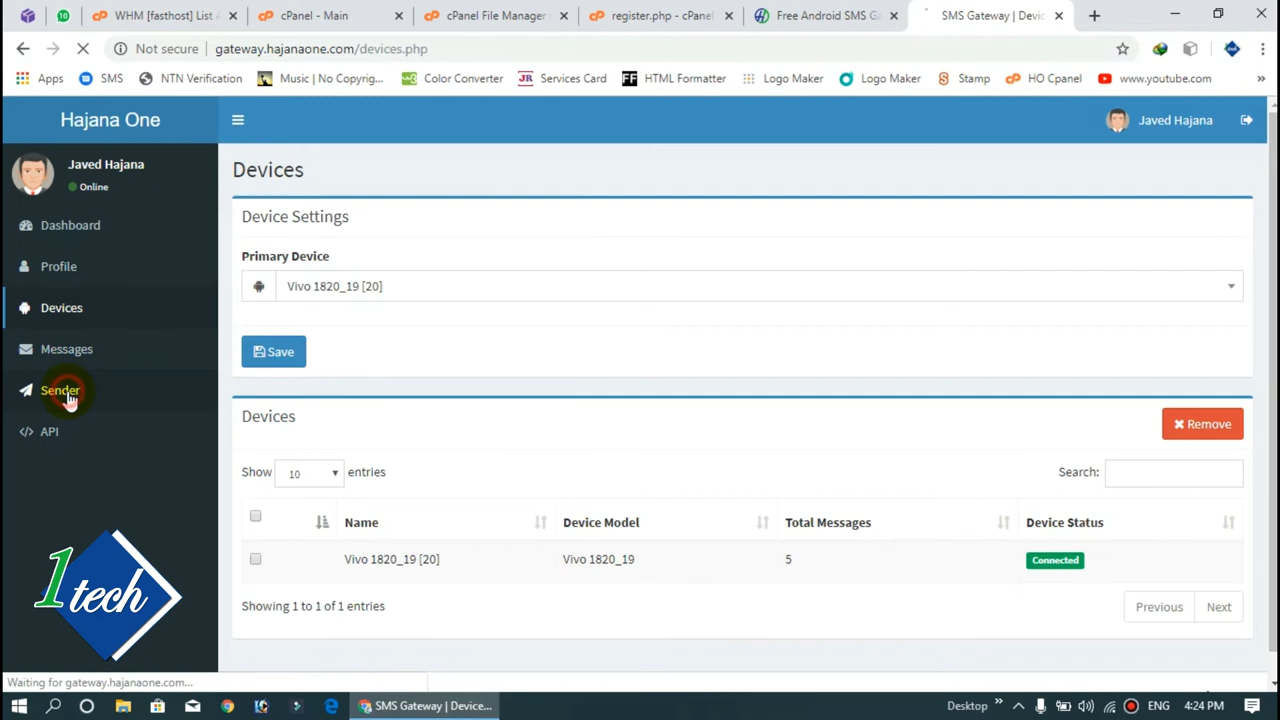 WHM [fasthost] List A
cPanel - Main
cPanel File Manager
register.php - cPanel
Free Android SMS G
SMS Gateway | Devic
Not secure | gateway.hajanaone.com/devices.php
Apps SMS NTN Verification Music | No Copyrig... Color Converter JR Services Card FF HTML Formatter Logo Maker Logo Maker Stamp HO Cpanel www.youtube.com »
Hajana One
Javed Hajana
Javed Hajana
Online
Dashboard
Profile
Devices
Messages
Sender
API
1tech
Devices
Device Settings
Primary Device
Vivo 1820_19 [20]
Save
Devices
Remove
Show 10 entries
Search:
Name Device Model Total Messages Device Status
Vivo 1820_19 [20] Vivo 1820_19 5 Connected
Showing 1 to 1 of 1 entries
Previous Next
Waiting for gateway.hajanaone.com...
SMS Gateway | Device...
Desktop » ENG 4:24 PM